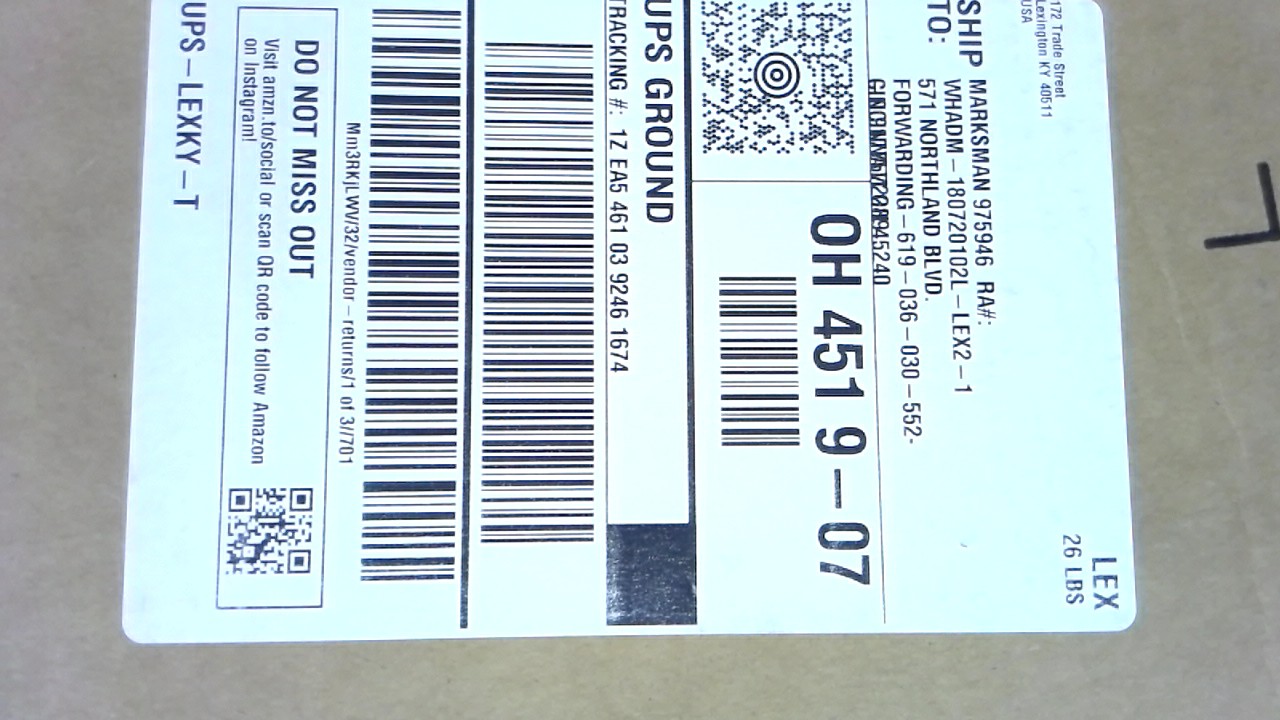 172 Trade Street
Lexington KY 40511
USA
LEX
26 LBS
SHIP
TO:
MARKSMAN 975946 RA#:
WHADM-180720102L-LEX2-1
571 NORTHLAND BLVD.
FORWARDING-619-036-030-552-
OH 451 9-07
UPS GROUND
TRACKING #: 1Z EA5 461 03 9246 1674
Mm3RKjLWV/32/vendor-returns/1 of 3//701
DO NOT MISS OUT
Visit amzn.to/social or scan QR code to follow Amazon
on Instagram!
UPS-LEXKY-T